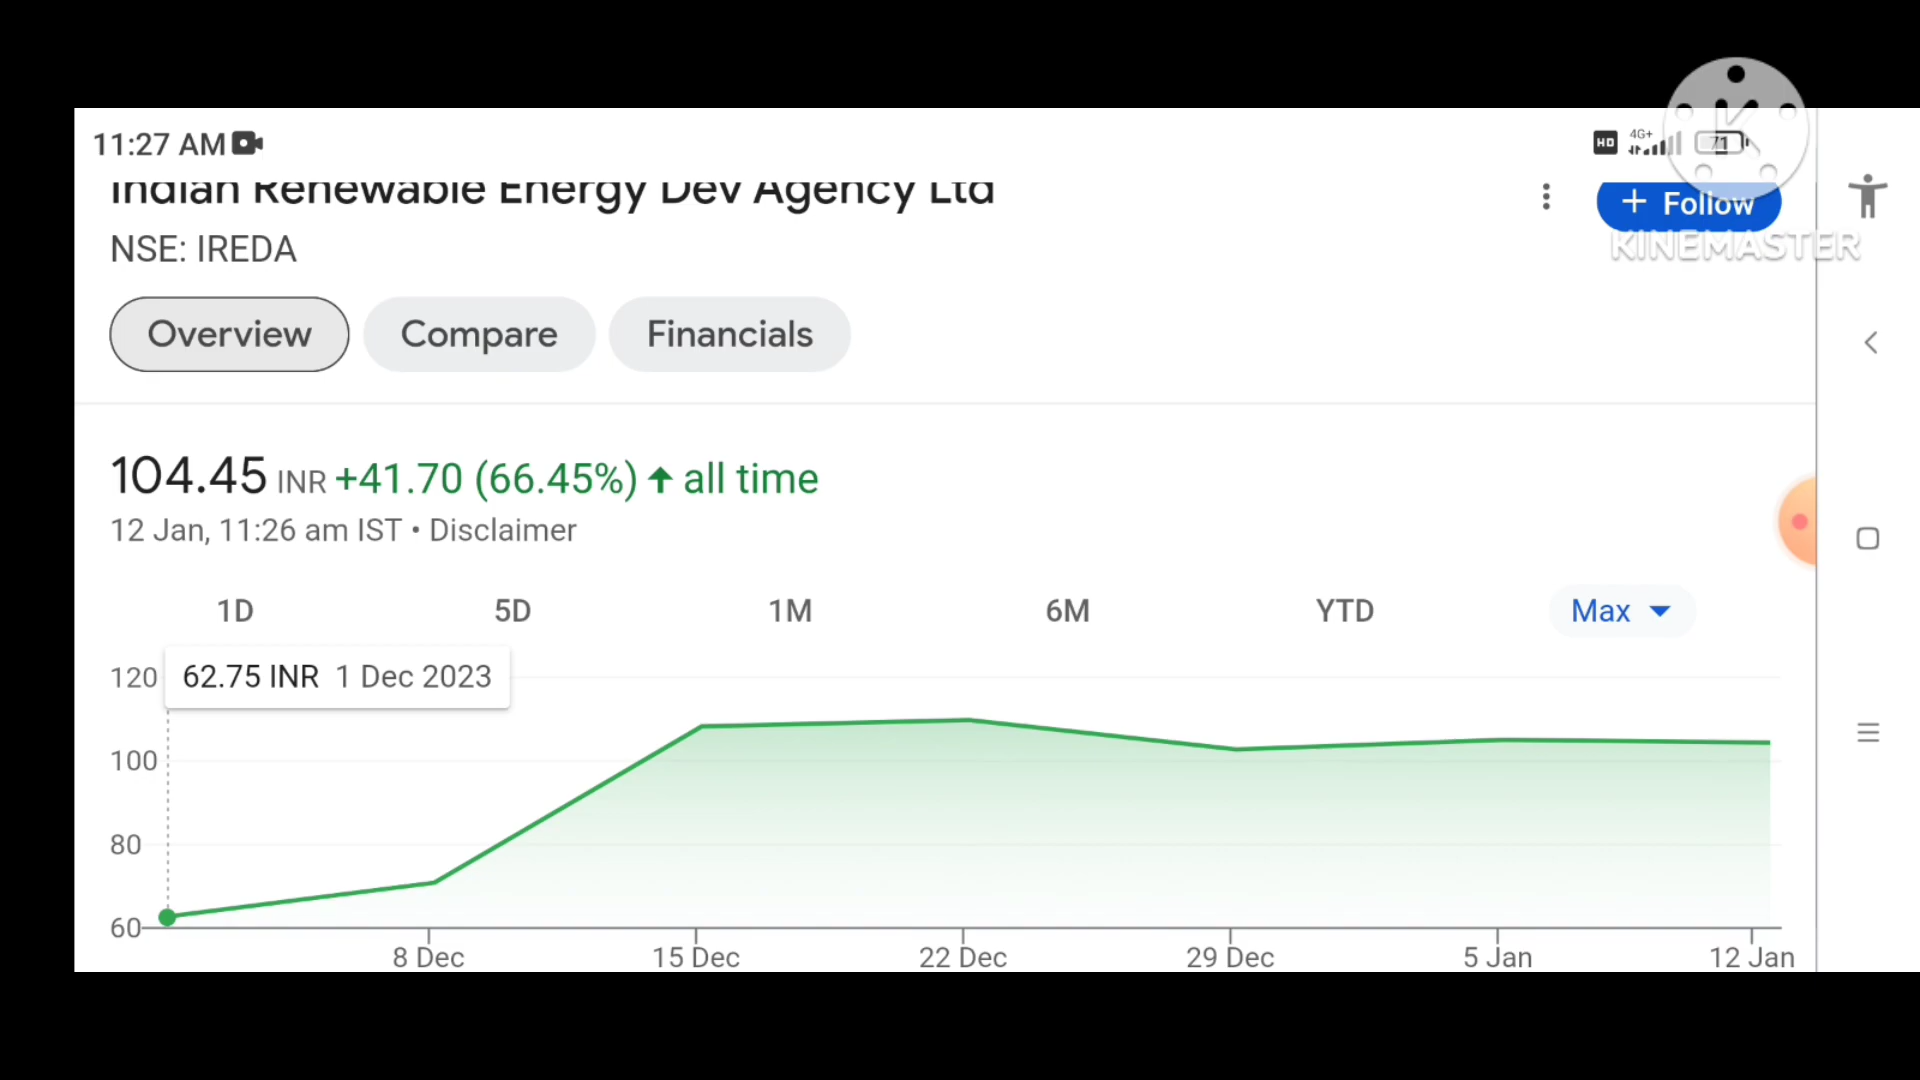 11:27 AM
HD 4G+ 71
Indian Renewable Energy Dev Agency Ltd
+ Follow
KINEMASTER
NSE: IREDA
Overview Compare Financials
104.45 INR +41.70 (66.45%) ↑ all time
12 Jan, 11:26 am IST • Disclaimer
1D 5D 1M 6M YTD Max
62.75 INR 1 Dec 2023
120
100
80
60
8 Dec 15 Dec 22 Dec 29 Dec 5 Jan 12 Jan